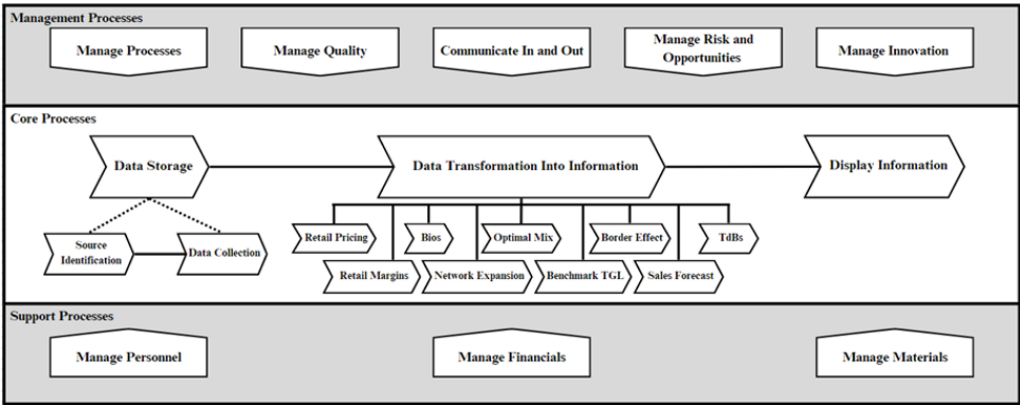 Management Processes
Manage Processes
Manage Quality
Communicate In and Out
Manage Risk and
Opportunities
Manage Innovation
Core Processes
Data Storage
Data Transformation Into Information
Display Information
Source
Identification
Data Collection
Retail Pricing
Bios
Optimal Mix
Border Effect
TdBs
Retail Margins
Network Expansion
Benchmark TGL
Sales Forecast
Support Processes
Manage Personnel
Manage Financials
Manage Materials